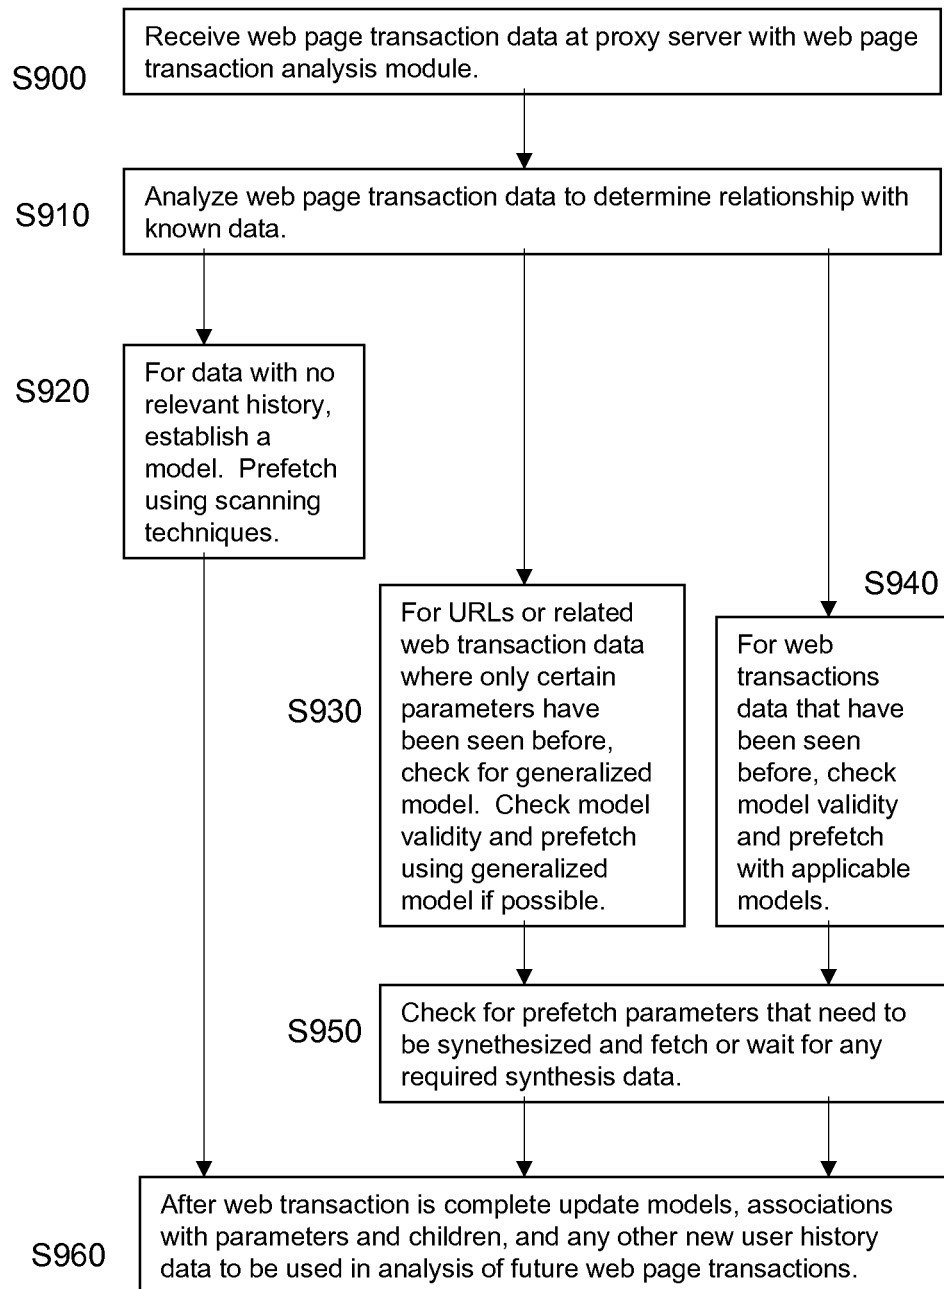 Receive web page transaction data at proxy server with web page
transaction analysis module.
S900
Analyze web page transaction data to determine relationship with
known data.
S910
S920
For data with no
relevant history,
establish a
model.  Prefetch
using scanning
techniques.
S930
For URLs or related
web transaction data
where only certain
parameters have
been seen before,
check for generalized
model.  Check model
validity and prefetch
using generalized
model if possible.
S940
For web
transactions
data that have
been seen
before, check
model validity
and prefetch
with applicable
models.
S950
Check for prefetch parameters that need to
be synethesized and fetch or wait for any
required synthesis data.
S960
After web transaction is complete update models, associations
with parameters and children, and any other new user history
data to be used in analysis of future web page transactions.